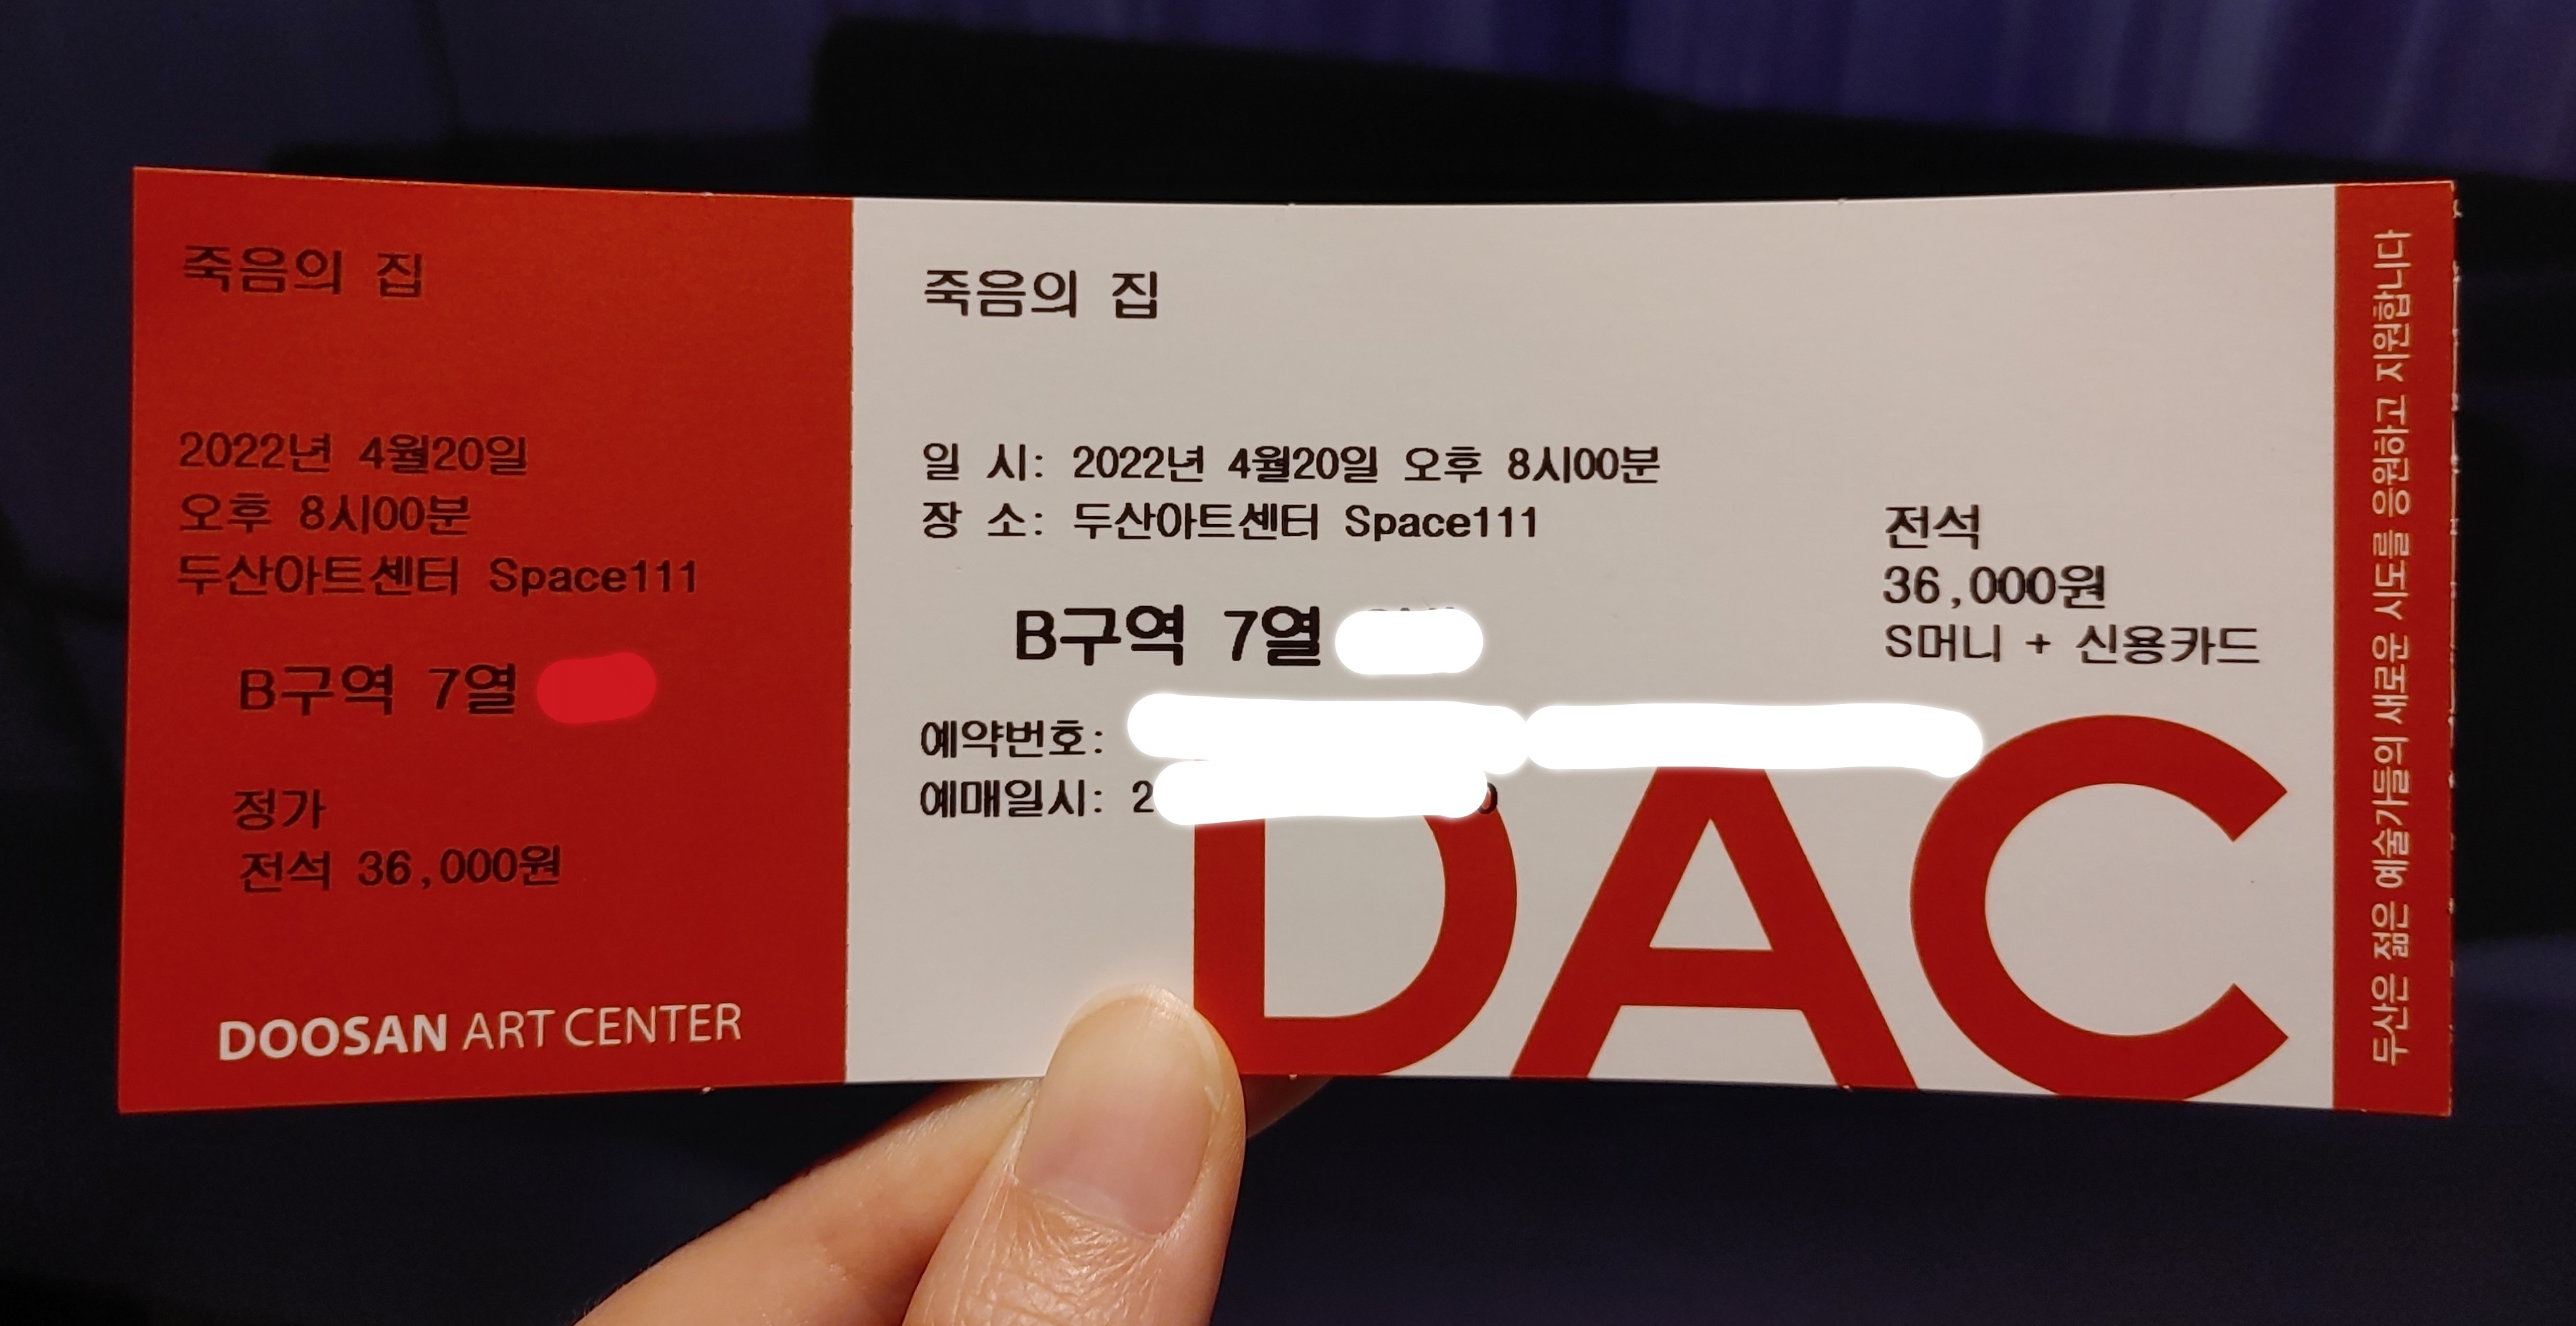 죽음의 집
2022년 4월20일
오후 8시00분
두산아트센터 Space111
B구역 7열
정가
전석 36,000원
DOOSAN ART CENTER
죽음의 집
일 시: 2022년 4월20일 오후 8시00분
장 소: 두산아트센터 Space111
B구역 7열
전석
36,000원
S머니 + 신용카드
예약번호:
예매일시: 2
DAC
두산은 젊은 예술가들의 새로운 시도를 응원하고 지원합니다